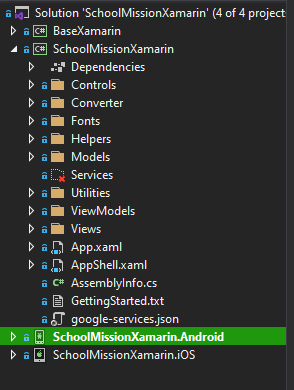 Solution 'SchoolMissionXamarin' (4 of 4 project
C# BaseXamarin
C# SchoolMissionXamarin
Dependencies
Controls
Converter
Fonts
Helpers
Models
Services
Utilities
ViewModels
Views
App.xaml
AppShell.xaml
C# AssemblyInfo.cs
GettingStarted.txt
google-services.json
SchoolMissionXamarin.Android
SchoolMissionXamarin.iOS